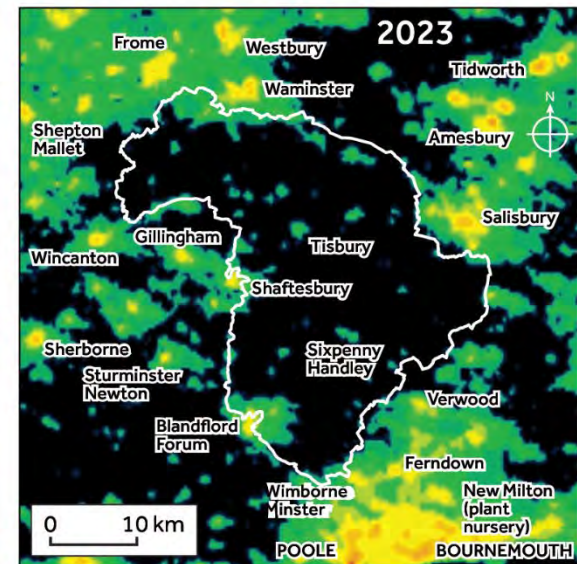 2023
Frome
Westbury
Tidworth
Waminster
N
Shepton
Mallet
Amesbury
Salisbury
Gillingham
Tisbury
Wincanton
Shaftesbury
Sherborne
Sixpenny
Handley
Sturminster
Newton
Verwood
Blandflord
Forum
Ferndown
Wimborne
Minster
New Milton
(plant
nursery)
0 10 km
POOLE
BOURNEMOUTH